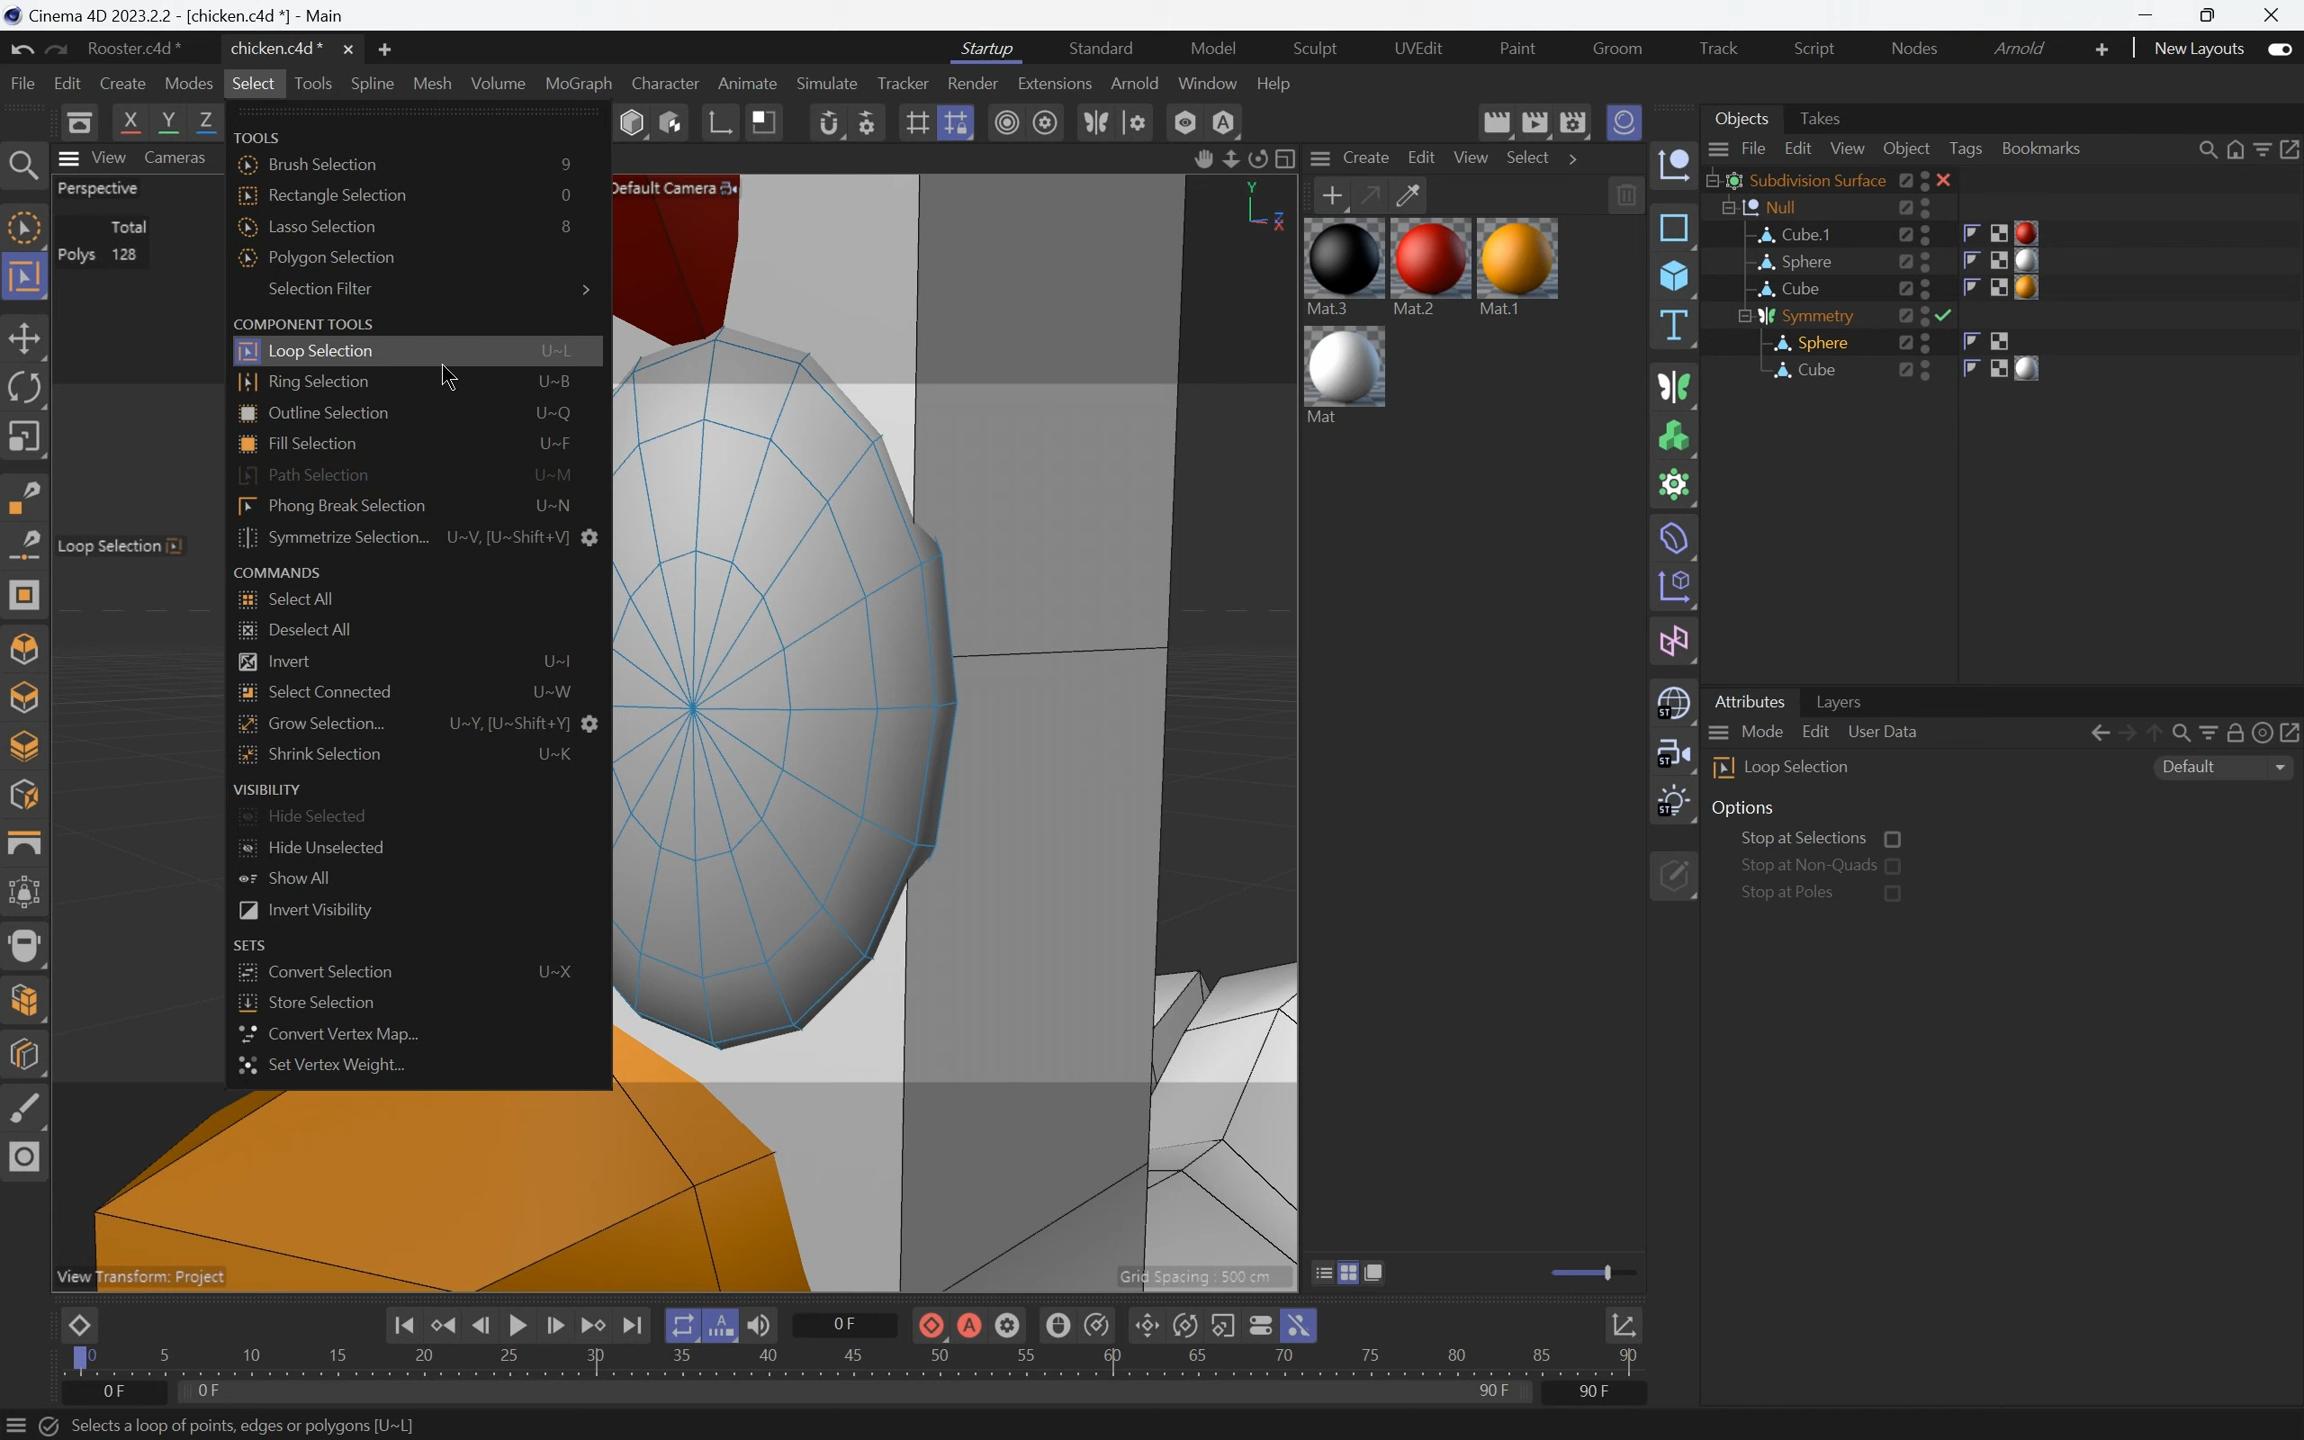 Cinema 4D 2023.2.2 - [chicken.c4d *] - Main
Rooster.c4d * chicken.c4d * Startup Standard Model Sculpt UVEdit Paint Groom Track Script Nodes Arnold New Layouts
File Edit Create Modes Select Tools Spline Mesh Volume MoGraph Character Animate Simulate Tracker Render Extensions Arnold Window Help
X Y Z
View Cameras
Perspective
Total
Polys 128
Loop Selection
View Transform: Project
TOOLS
Brush Selection 9
Rectangle Selection 0
Lasso Selection 8
Polygon Selection
Selection Filter
COMPONENT TOOLS
Loop Selection U~L
Ring Selection U~B
Outline Selection U~Q
Fill Selection U~F
Path Selection U~M
Phong Break Selection U~N
Symmetrize Selection... U~V, [U~Shift+V]
COMMANDS
Select All
Deselect All
Invert U~I
Select Connected U~W
Grow Selection... U~Y, [U~Shift+Y]
Shrink Selection U~K
VISIBILITY
Hide Selected
Hide Unselected
Show All
Invert Visibility
SETS
Convert Selection U~X
Store Selection
Convert Vertex Map...
Set Vertex Weight...
Default Camera
Y
Z
X
Grid Spacing : 500 cm
Create Edit View Select
Mat.3 Mat.2 Mat.1
Mat
Objects Takes
File Edit View Object Tags Bookmarks
Subdivision Surface
Null
Cube.1
Sphere
Cube
Symmetry
Sphere
Cube
Attributes Layers
Mode Edit User Data
Loop Selection Default
Options
Stop at Selections
Stop at Non-Quads
Stop at Poles
ST
ST
ST
0 F
0 5 10 15 20 25 30 35 40 45 50 55 60 65 70 75 80 85 90
0 F 0 F 90 F 90 F
Selects a loop of points, edges or polygons [U~L]